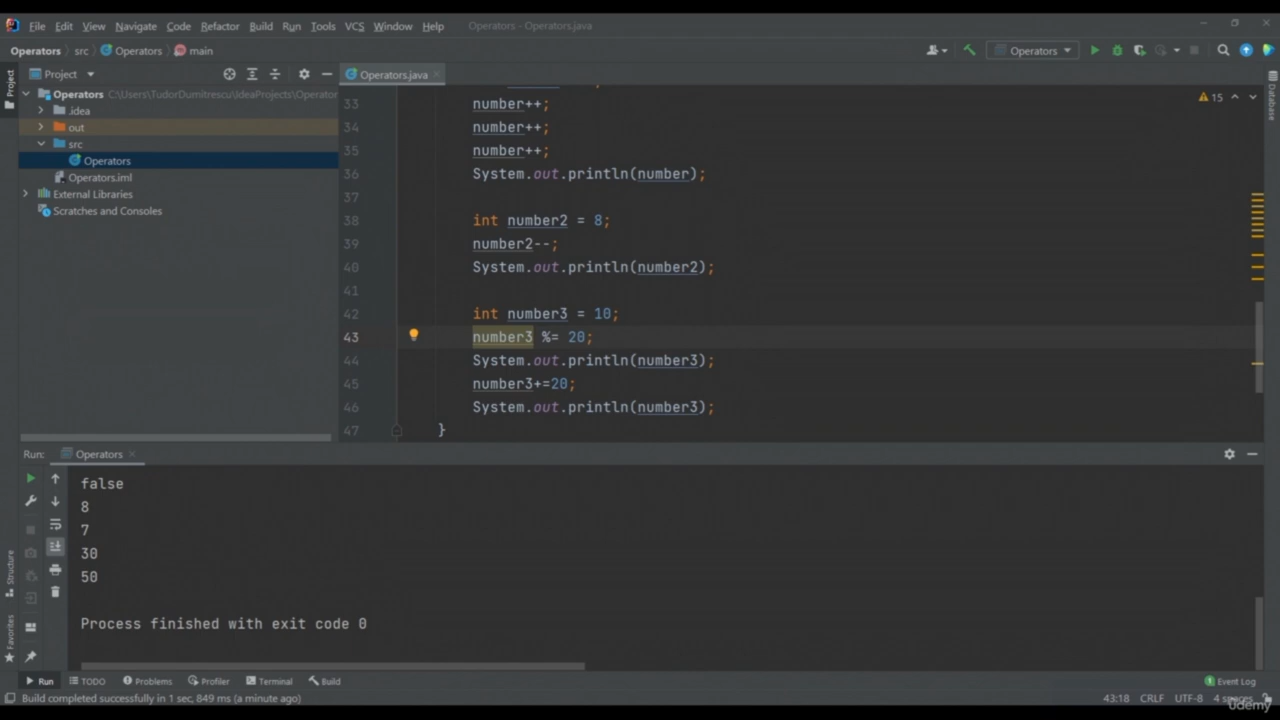 File Edit View Navigate Code Refactor Build Run Tools VCS Window Help Operators - Operators.java
Operators src Operators main Operators
Project Project Operators.java Database
Operators C:\Users\TudorDumitrescu\IdeaProjects\Operator
.idea
out
src
Operators
Operators.iml
External Libraries
Scratches and Consoles
15
33 number++;
34 number++;
35 number++;
36 System.out.println(number);
37
38 int number2 = 8;
39 number2--;
40 System.out.println(number2);
41
42 int number3 = 10;
43 number3 %= 20;
44 System.out.println(number3);
45 number3+=20;
46 System.out.println(number3);
47 }
Run: Operators
false
8
7
30
50
Process finished with exit code 0
Structure
Favorites
Run TODO Problems Profiler Terminal Build 1 Event Log
Build completed successfully in 1 sec, 849 ms (a minute ago) 43:18 CRLF UTF-8 4 spaces
udemy